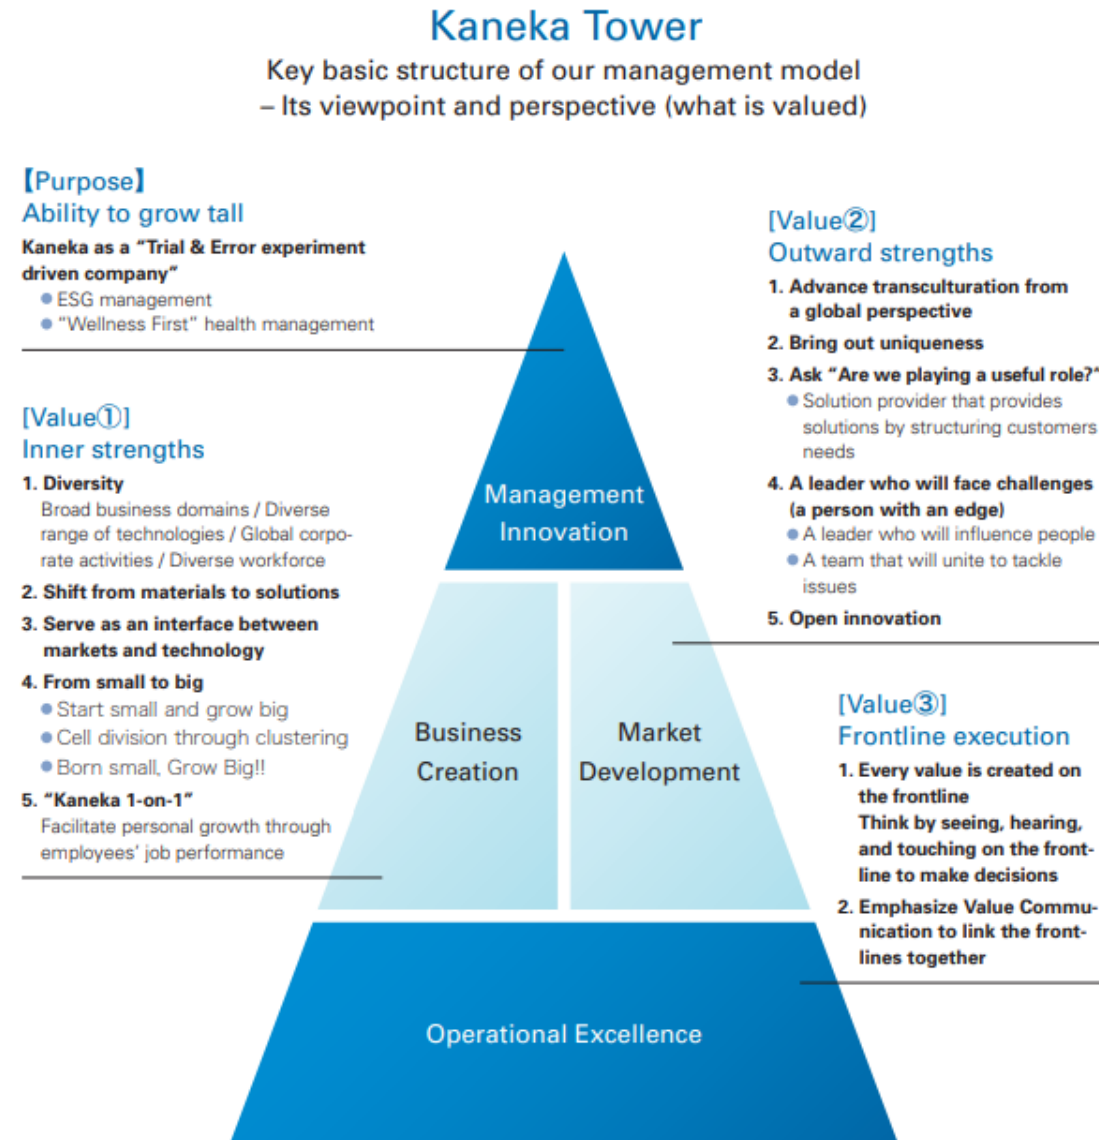 Kaneka Tower
Key basic structure of our management model
– Its viewpoint and perspective (what is valued)
【Purpose】
Ability to grow tall
Kaneka as a “Trial & Error experiment
driven company”
● ESG management
● “Wellness First” health management
[Value①]
Inner strengths
1. Diversity
Broad business domains / Diverse
range of technologies / Global corpo-
rate activities / Diverse workforce
2. Shift from materials to solutions
3. Serve as an interface between
markets and technology
4. From small to big
● Start small and grow big
● Cell division through clustering
● Born small, Grow Big!!
5. “Kaneka 1-on-1”
Facilitate personal growth through
employees’ job performance
Management
Innovation
Business
Creation
Market
Development
Operational Excellence
[Value②]
Outward strengths
1. Advance transculturation from
a global perspective
2. Bring out uniqueness
3. Ask “Are we playing a useful role?”
● Solution provider that provides
solutions by structuring customers
needs
4. A leader who will face challenges
(a person with an edge)
● A leader who will influence people
● A team that will unite to tackle
issues
5. Open innovation
[Value③]
Frontline execution
1. Every value is created on
the frontline
Think by seeing, hearing,
and touching on the front-
line to make decisions
2. Emphasize Value Commu-
nication to link the front-
lines together